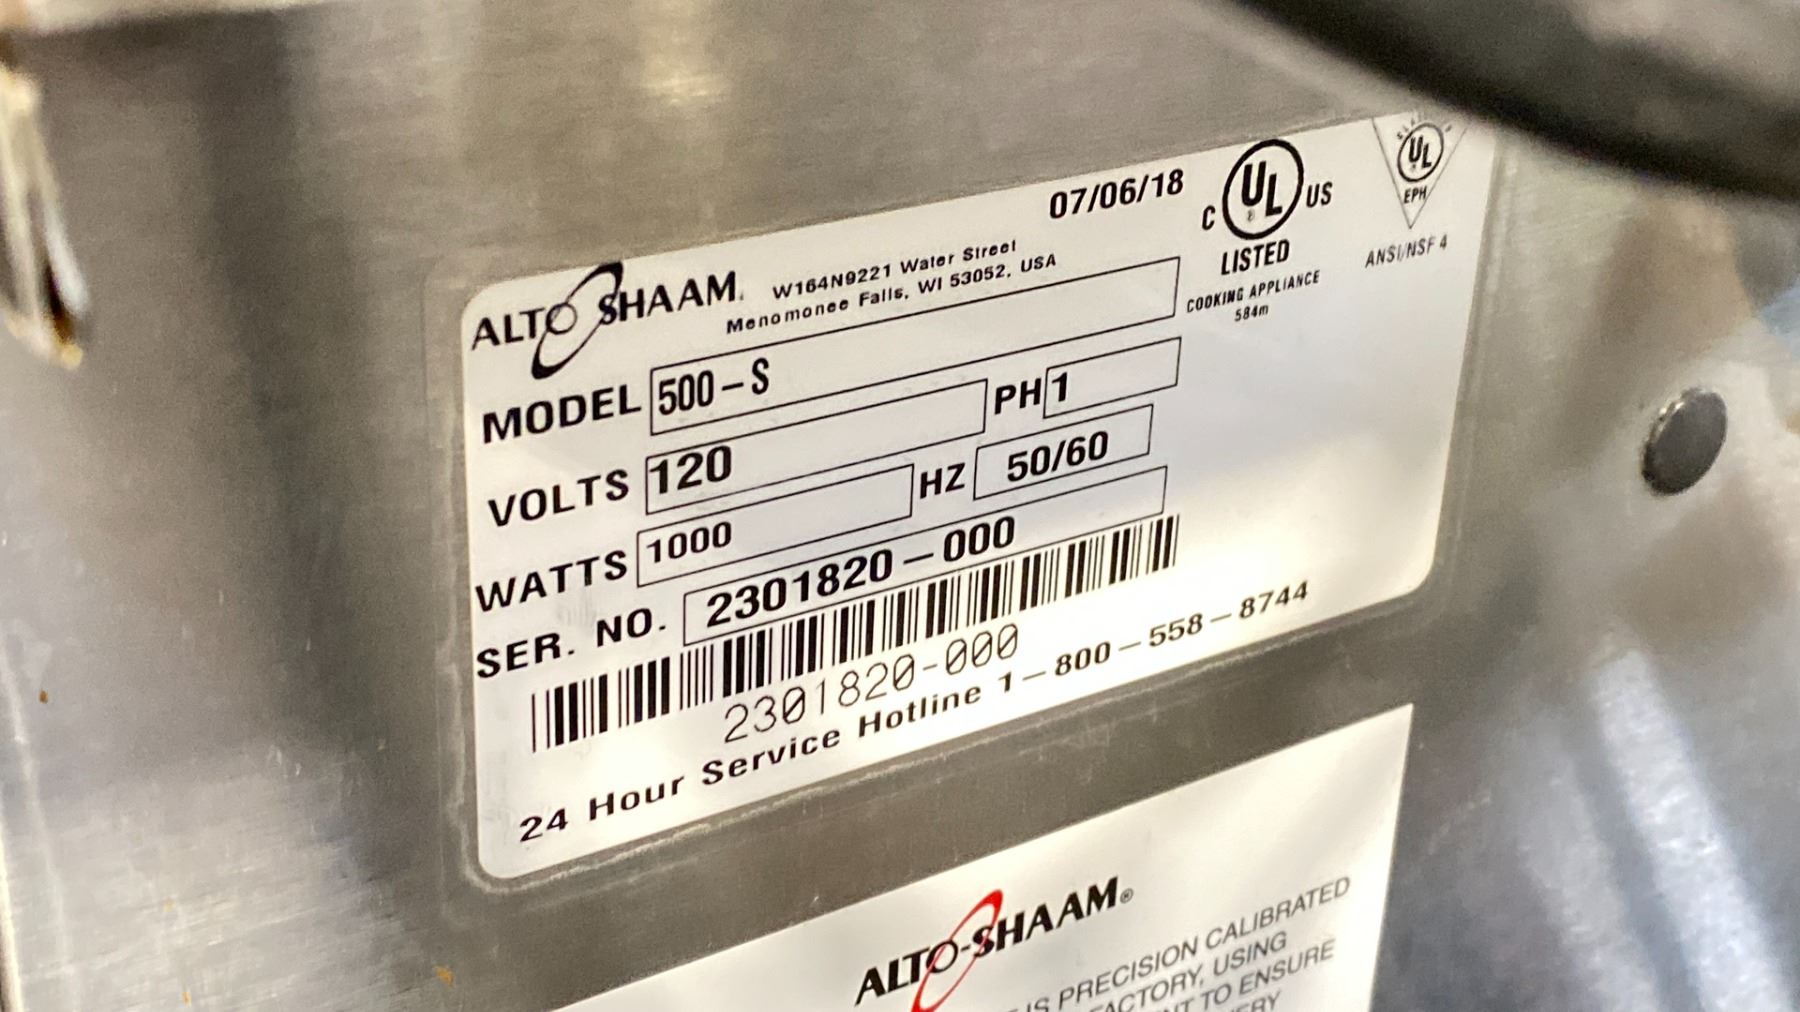 07/06/18
ALTO SHAAM.
W164N9221 Water Street
Menomonee Falls, WI 53052, USA
C UL ® US
LISTED
COOKING APPLIANCE
584m
UL
EPH
ANSI/NSF 4
MODEL 500-S
VOLTS 120 PH 1
WATTS 1000 HZ 50/60
SER. NO. 2301820-000
2301820-000
24 Hour Service Hotline 1-800-558-8744
ALTO-SHAAM®
IS PRECISION CALIBRATED
FACTORY, USING
TO ENSURE